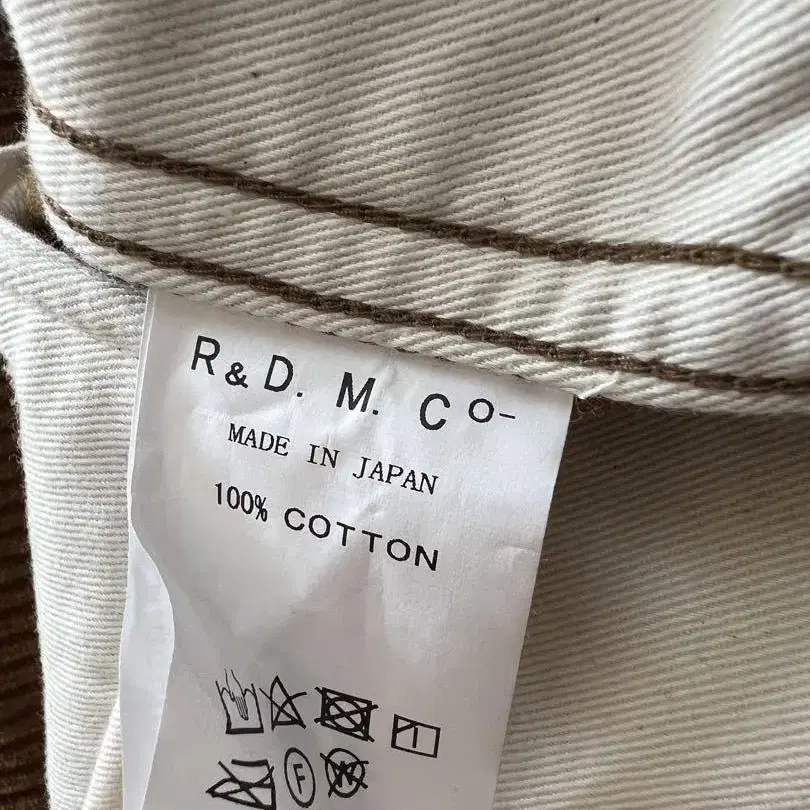 R&D. M. Co-
MADE IN JAPAN
100% COTTON
F W